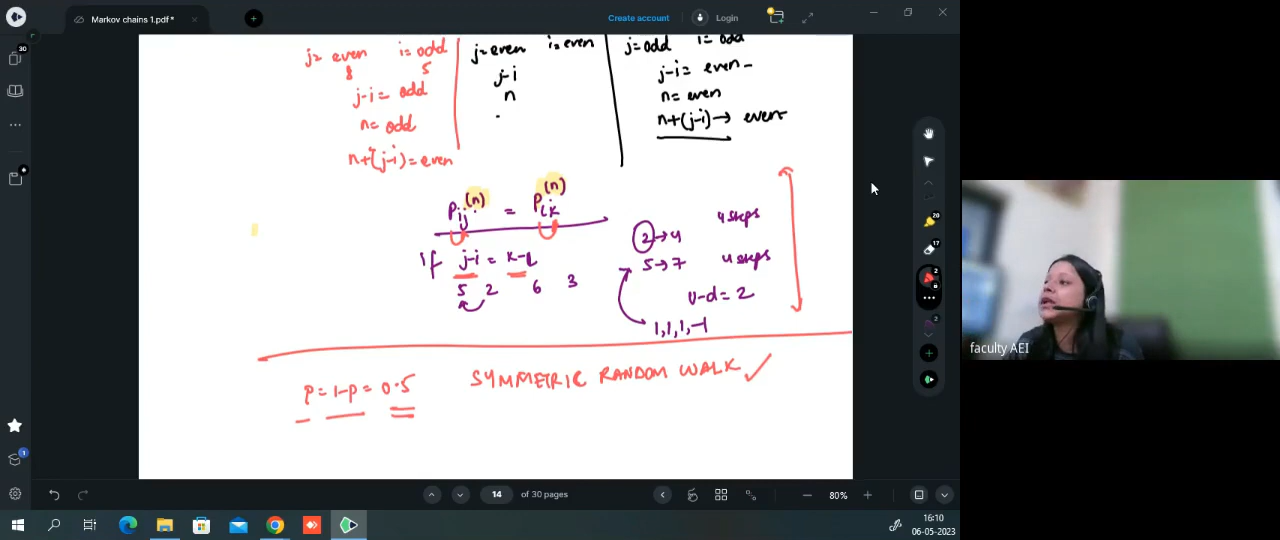 Markov chains 1.pdf*
Create account
Login
30
j= even i= odd
8 5
j-i = odd
n= odd
n+(j-i) = even
j=even i=even
j-i
n
j=odd i= odd
j-i= even
n= even
n+(j-i) → even
Pij(n) =
If j-i =
5 2 6 3
2→4 4 steps
5→7 4 steps
u-d= 2
1,1,1,-1
P= 1-P= 0.5
SYMMETRIC RANDOM WALK ✓
faculty AEI
14 of 30 pages
80%
16:10
06-05-2023